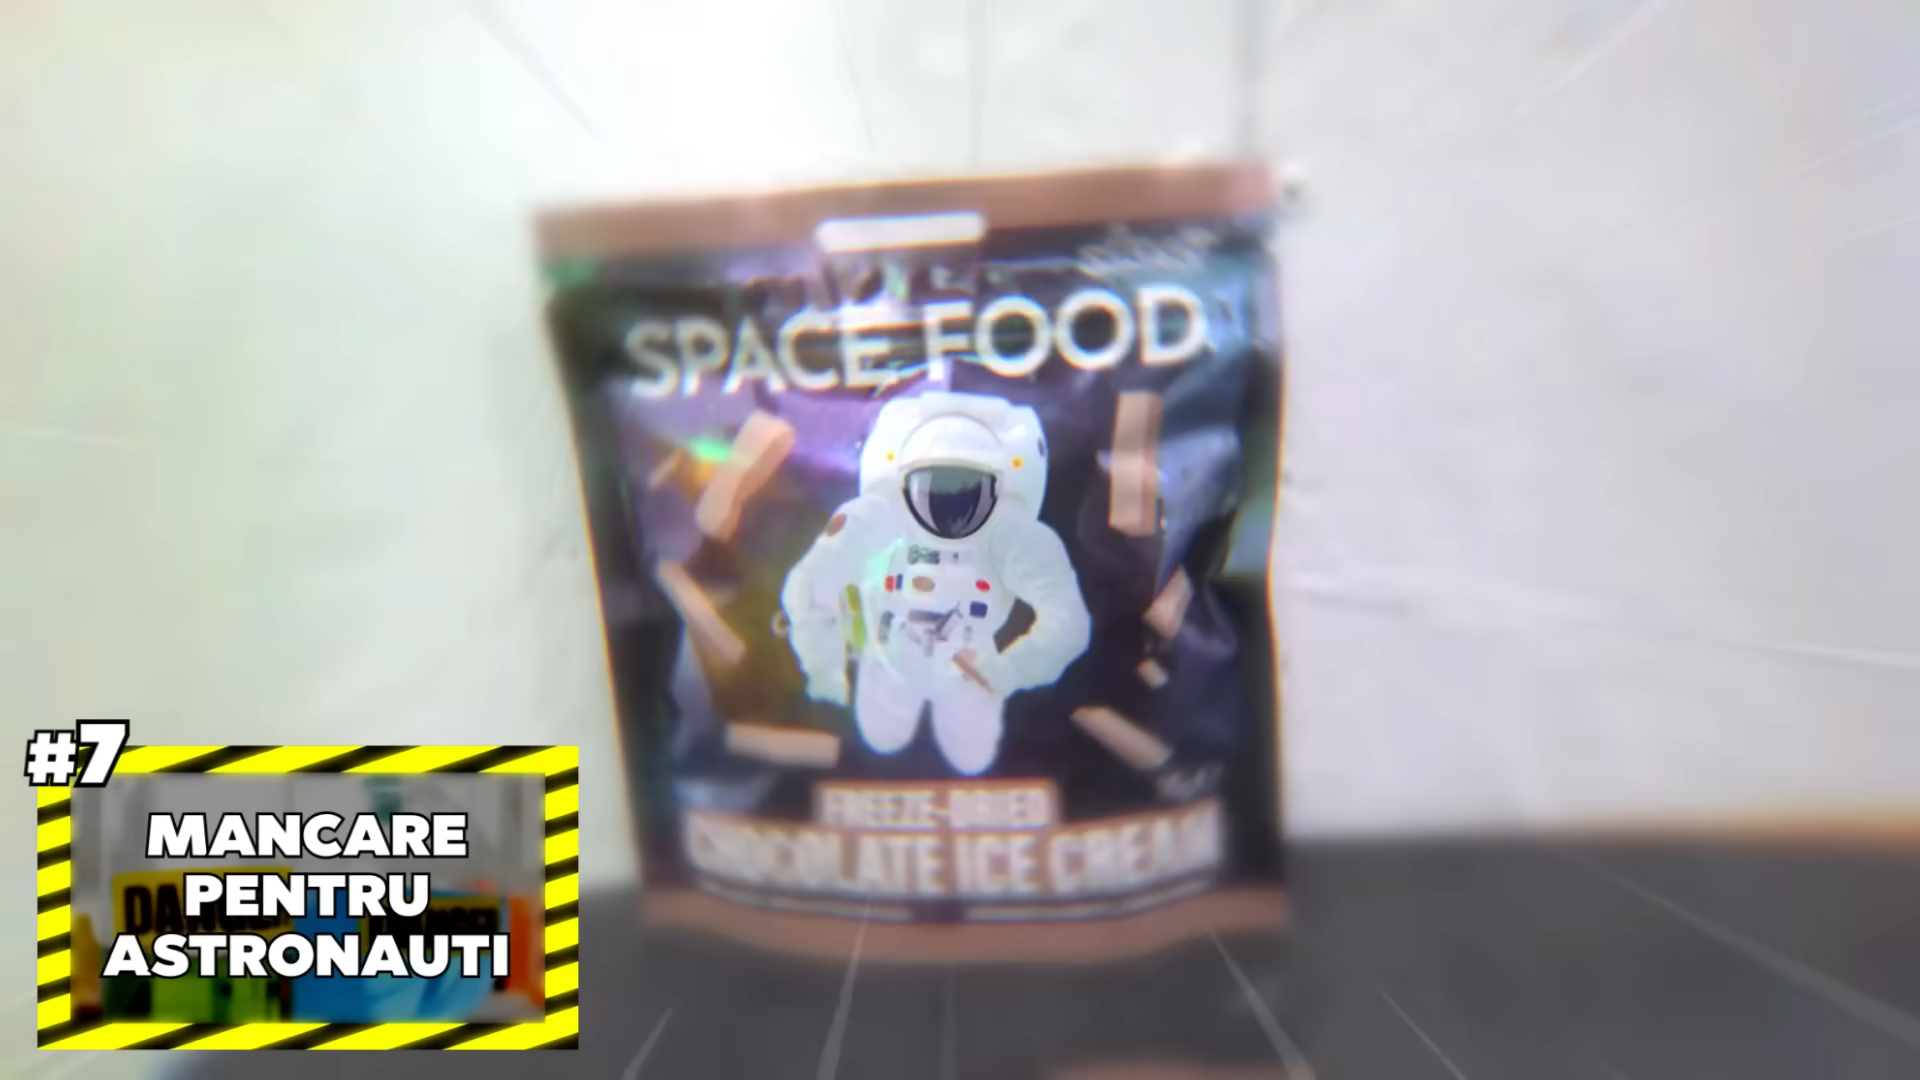 SPACE FOOD
FREEZE-DRIED
CHOCOLATE ICE CREAM
#7
MANCARE
PENTRU
ASTRONAUTI